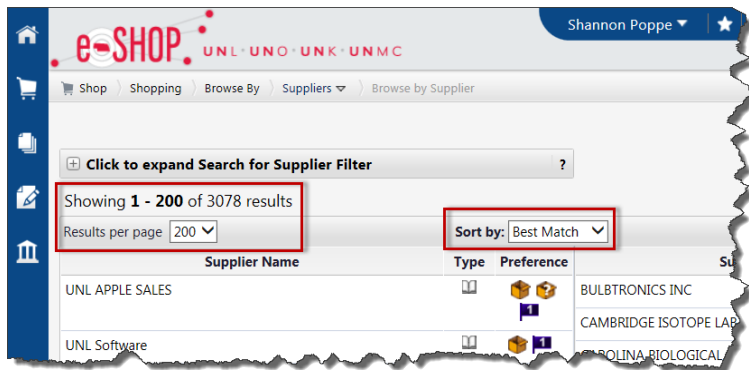 Shannon Poppe
e-SHOP UNL·UNO·UNK·UNMC
Shop Shopping Browse By Suppliers Browse by Supplier
Click to expand Search for Supplier Filter ?
Showing 1 - 200 of 3078 results
Results per page 200 Sort by: Best Match
Supplier Name Type Preference
UNL APPLE SALES 1 BULBTRONICS INC
CAMBRIDGE ISOTOPE
UNL Software 1 BIOLOGICAL